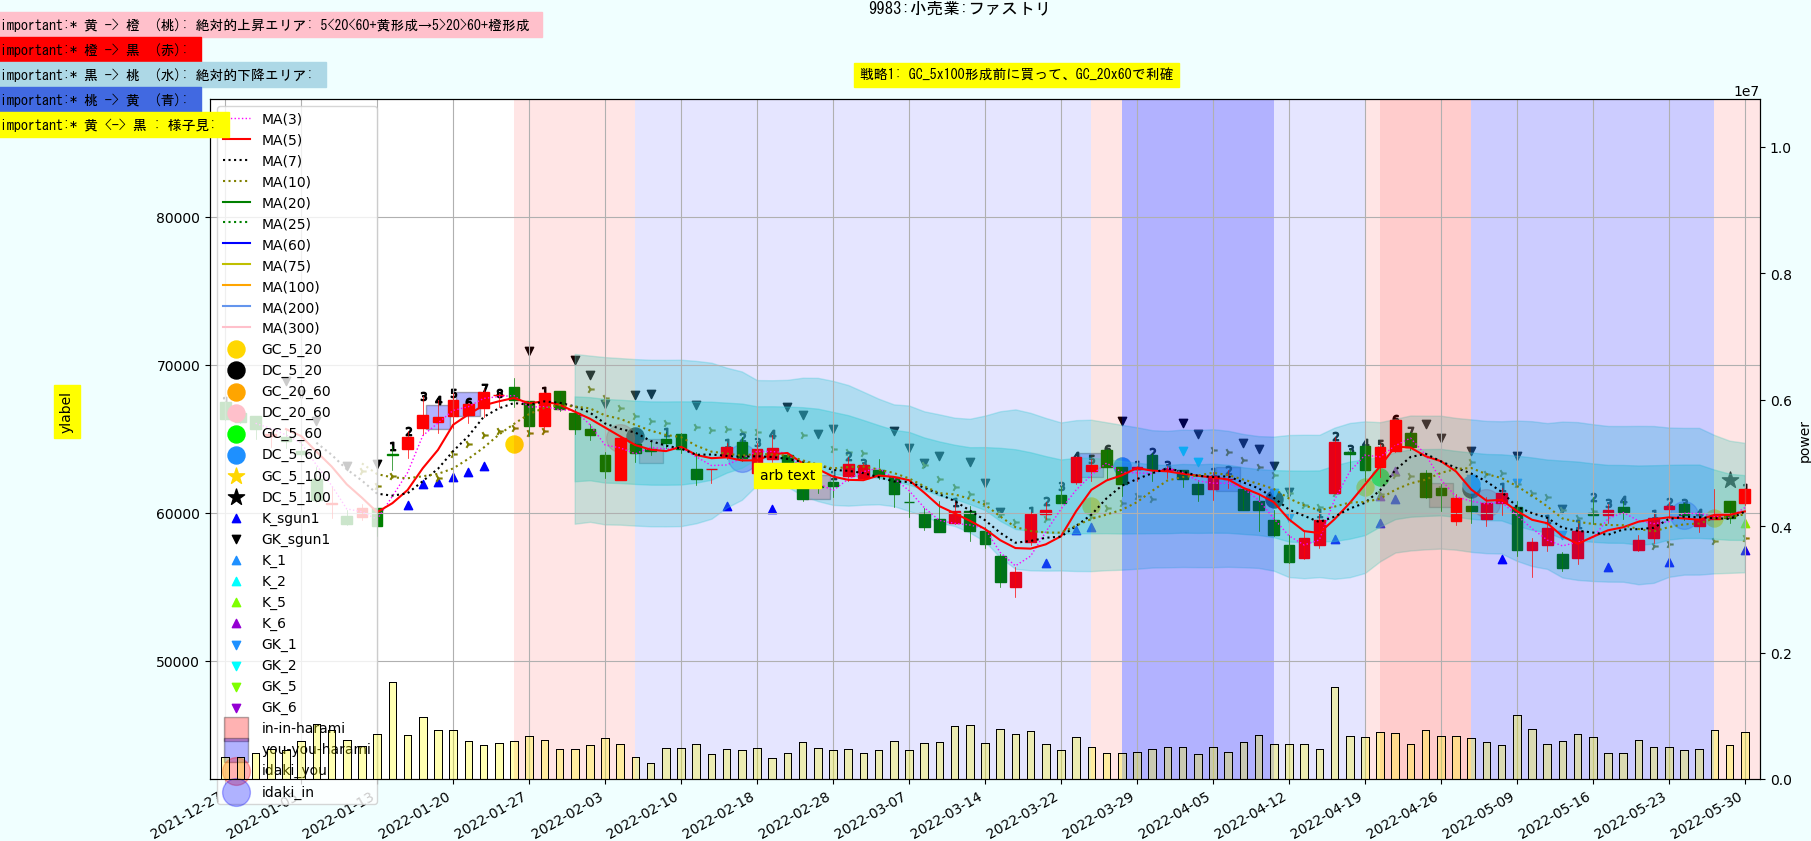 9983:小売業:ファストリ
important:* 黄 -> 橙 (桃): 絶対的上昇エリア: 5<20<60+黄形成→5>20>60+橙形成
important:* 橙 -> 黒 (赤):
important:* 黒 -> 桃 (水): 絶対的下降エリア:
戦略1: GC_5x100形成前に買って、GC_20x60で利確
important:* 桃 -> 黄 (青):
important:* 黄 <-> 黒 : 様子見:
1e7
MA(3)
MA(5)
MA(7)
MA(10)
MA(20)
MA(25)
MA(60)
MA(75)
MA(100)
MA(200)
MA(300)
GC_5_20
DC_5_20
GC_20_60
DC_20_60
GC_5_60
DC_5_60
GC_5_100
DC_5_100
K_sgun1
GK_sgun1
K_1
K_2
K_5
K_6
GK_1
GK_2
GK_5
GK_6
in-in-harami
you-you-harami
idaki_you
idaki_in
80000
70000
60000
50000
ylabel
arb text
1.0
0.8
0.6
0.4
0.2
0.0
power
2021-12-27
2022-01-13
2022-01-20
2022-01-27
2022-02-03
2022-02-10
2022-02-18
2022-02-28
2022-03-07
2022-03-14
2022-03-22
2022-03-29
2022-04-05
2022-04-12
2022-04-19
2022-04-26
2022-05-09
2022-05-16
2022-05-23
2022-05-30